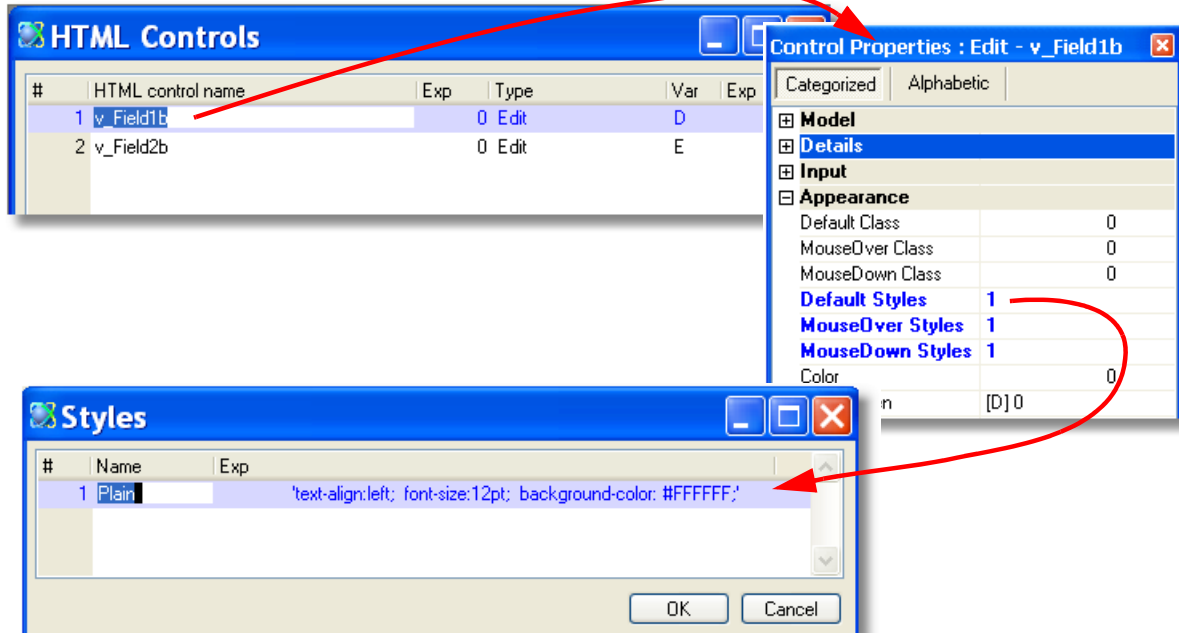 HTML Controls
# HTML control name Exp Type Var Exp
1 v_Field1b 0 Edit D
2 v_Field2b 0 Edit E
Control Properties : Edit - v_Field1b
Categorized Alphabetic
Model
Details
Input
Appearance
Default Class 0
MouseOver Class 0
MouseDown Class 0
Default Styles 1
MouseOver Styles 1
MouseDown Styles 1
Color 0
[D] 0
Styles
# Name Exp
1 Plain 'text-align:left; font-size:12pt; background-color: #FFFFFF;'
OK Cancel